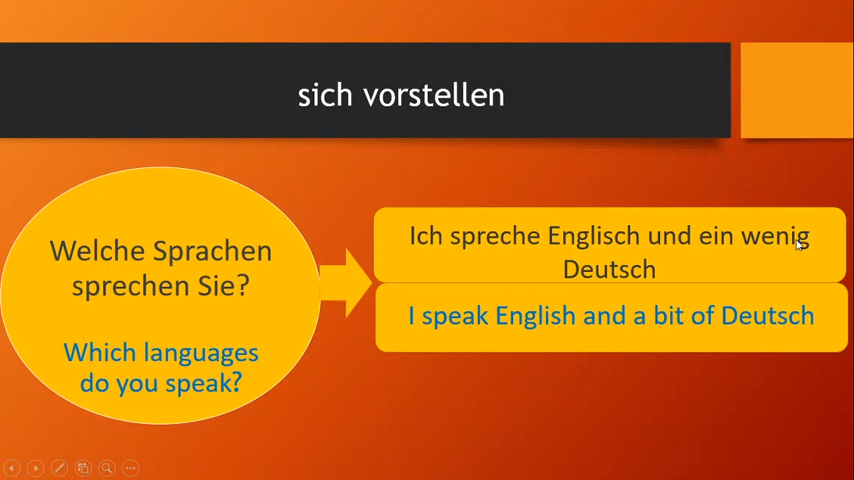 sich vorstellen
Welche Sprachen
sprechen Sie?
Which languages
do you speak?
Ich spreche Englisch und ein wenig
Deutsch
I speak English and a bit of Deutsch